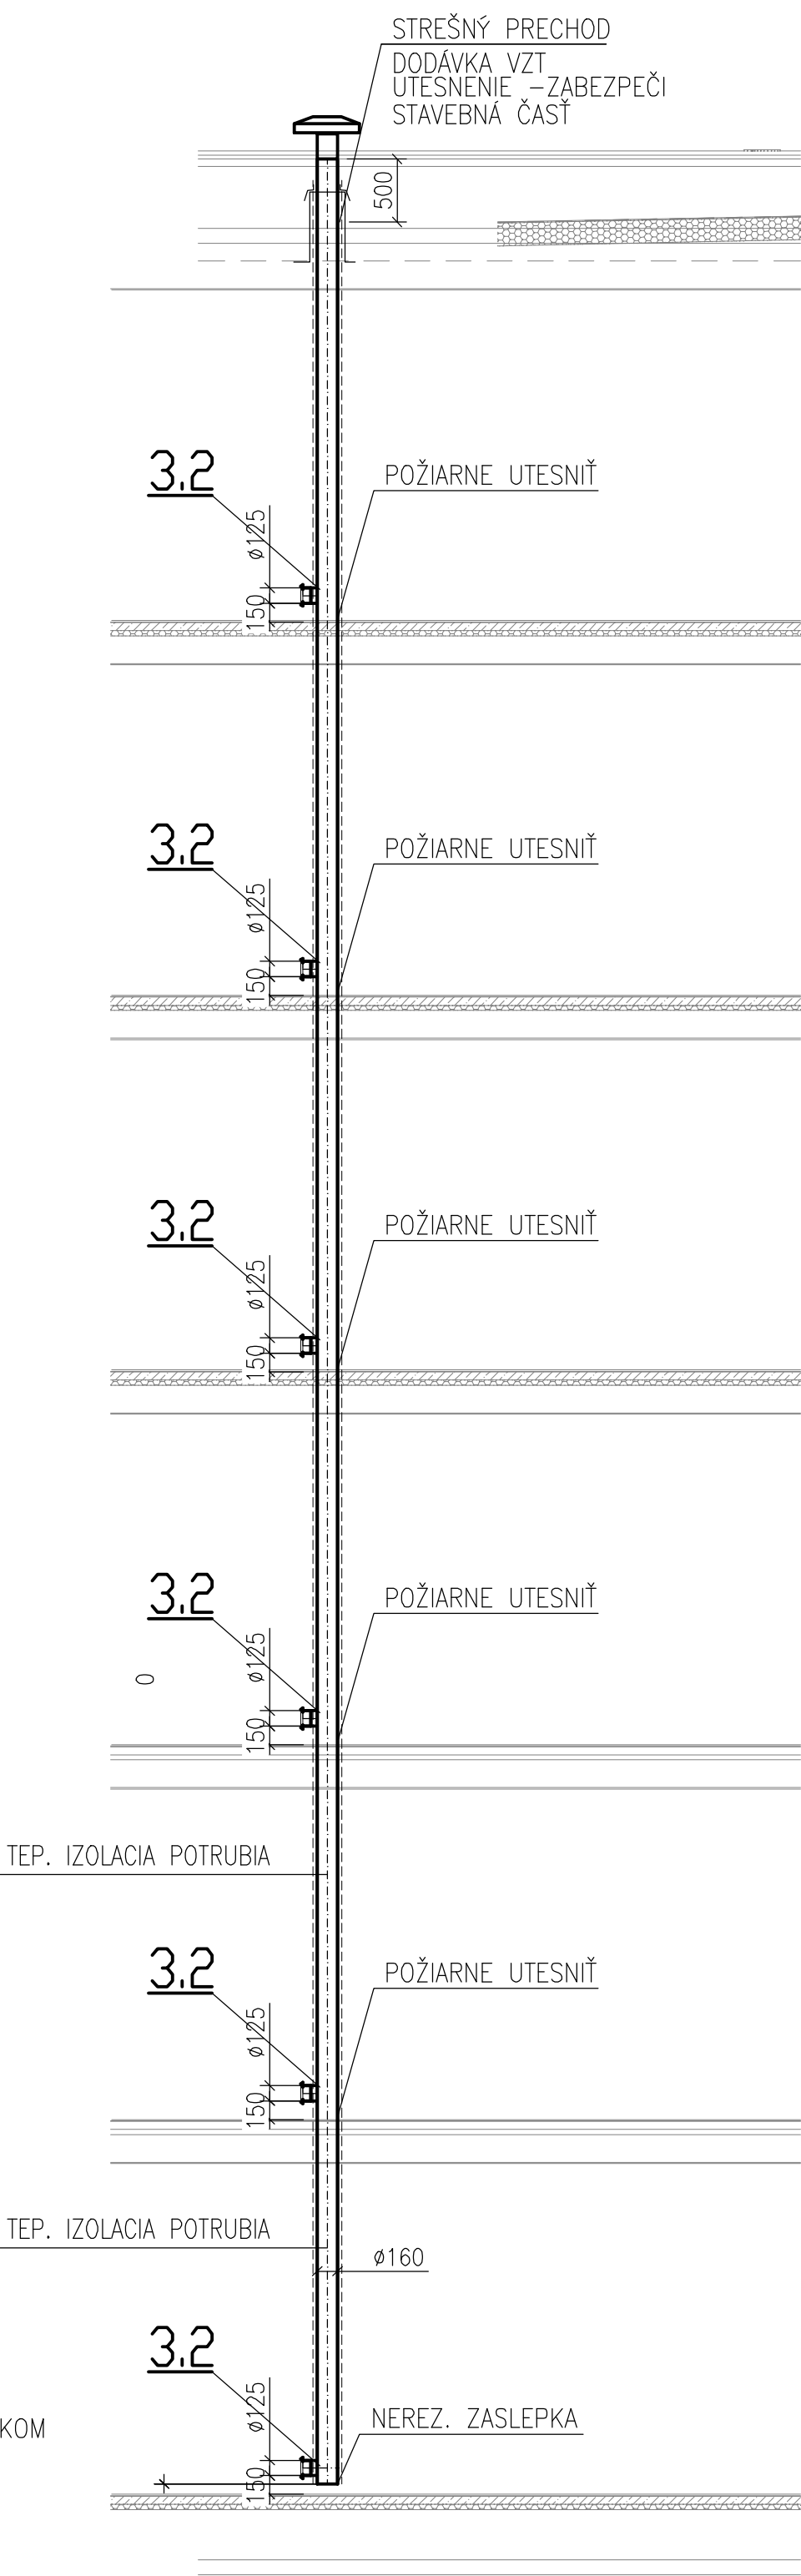 STREŠNÝ PRECHOD
DODÁVKA VZT
UTESNENIE –ZABEZPEČI
STAVEBNÁ ČASŤ
500
3.2
POŽIARNE UTESNIŤ
ø125
150
3.2
POŽIARNE UTESNIŤ
ø125
150
3.2
POŽIARNE UTESNIŤ
ø125
150
3.2
POŽIARNE UTESNIŤ
ø125
0
150
TEP. IZOLACIA POTRUBIA
3.2
POŽIARNE UTESNIŤ
ø125
150
TEP. IZOLACIA POTRUBIA
ø160
3.2
ø125
NEREZ. ZASLEPKA
KOM
150